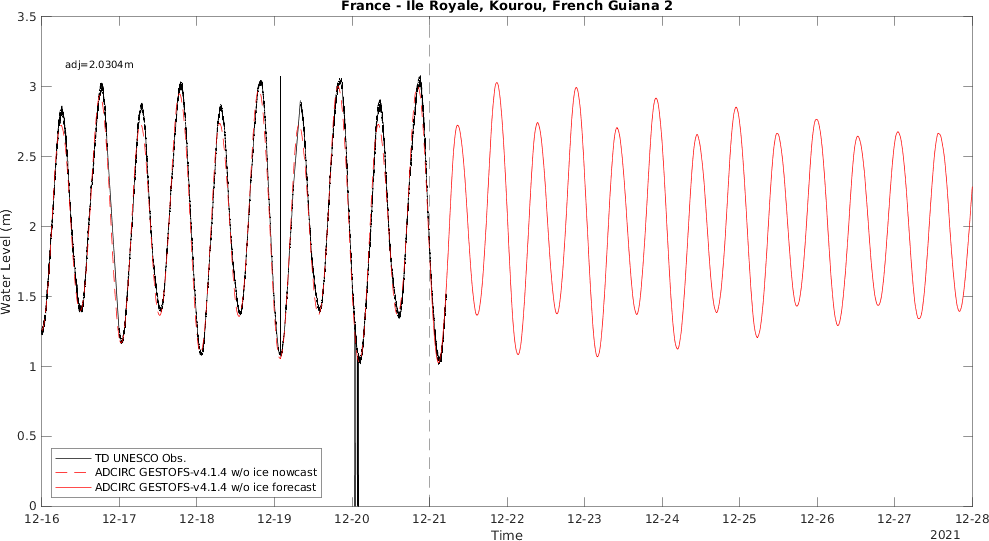 France - Ile Royale, Kourou, French Guiana 2
adj=2.0304m
3.5
3
2.5
2
1.5
1
0.5
0
Water Level (m)
TD UNESCO Obs.
ADCIRC GESTOFS-v4.1.4 w/o ice nowcast
ADCIRC GESTOFS-v4.1.4 w/o ice forecast
12-16 12-17 12-18 12-19 12-20 12-21 12-22 12-23 12-24 12-25 12-26 12-27 12-28
Time
2021